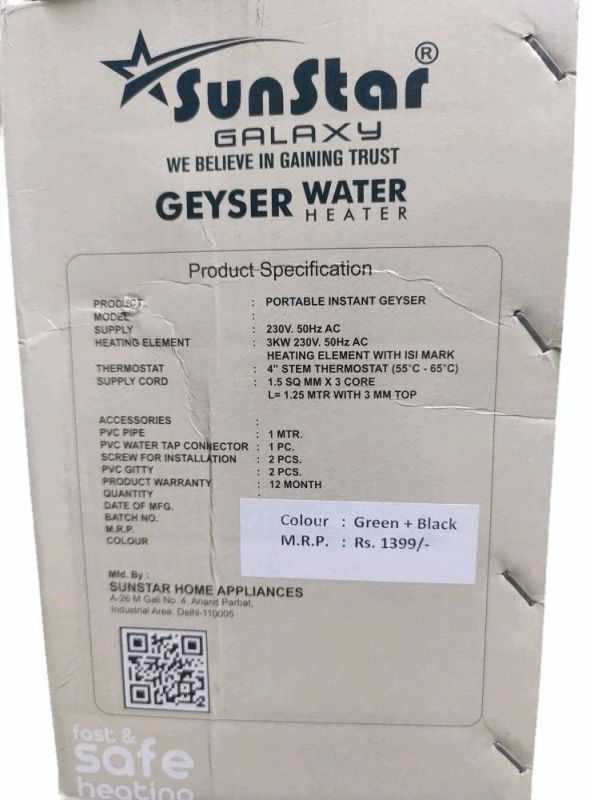 SunStar®
GALAXY
WE BELIEVE IN GAINING TRUST
GEYSER WATER HEATER
Product Specification
PRODUCT : PORTABLE INSTANT GEYSER
MODEL :
SUPPLY : 230V. 50Hz AC
HEATING ELEMENT : 3KW 230V. 50Hz AC
HEATING ELEMENT WITH ISI MARK
THERMOSTAT : 4" STEM THERMOSTAT (55°C - 65°C)
SUPPLY CORD : 1.5 SQ MM X 3 CORE
L= 1.25 MTR WITH 3 MM TOP
ACCESSORIES :
PVC PIPE : 1 MTR.
PVC WATER TAP CONNECTOR : 1 PC.
SCREW FOR INSTALLATION : 2 PCS.
PVC GITTY : 2 PCS.
PRODUCT WARRANTY : 12 MONTH
QUANTITY :
DATE OF MFG.
BATCH NO.
M.R.P.
COLOUR
Colour : Green + Black
M.R.P. : Rs. 1399/-
Mfd. By :
SUNSTAR HOME APPLIANCES
A-26 M Gali No. 4, Anand Parbat,
Industrial Area, Delhi-110005
fast &
safe
heating